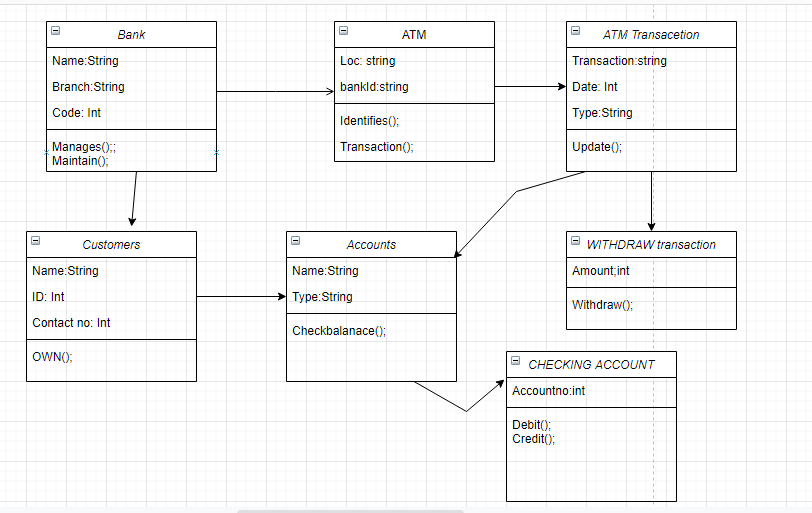 Bank
Name:String
Branch:String
Code: Int
Manages();;
Maintain();
ATM
Loc: string
bankId:string
Identifies();
Transaction();
ATM Transacetion
Transaction:string
Date: Int
Type:String
Update();
Customers
Name:String
ID: Int
Contact no: Int
OWN();
Accounts
Name:String
Type:String
Checkbalanace();
WITHDRAW transaction
Amount;int
Withdraw();
CHECKING ACCOUNT
Accountno:int
Debit();
Credit();